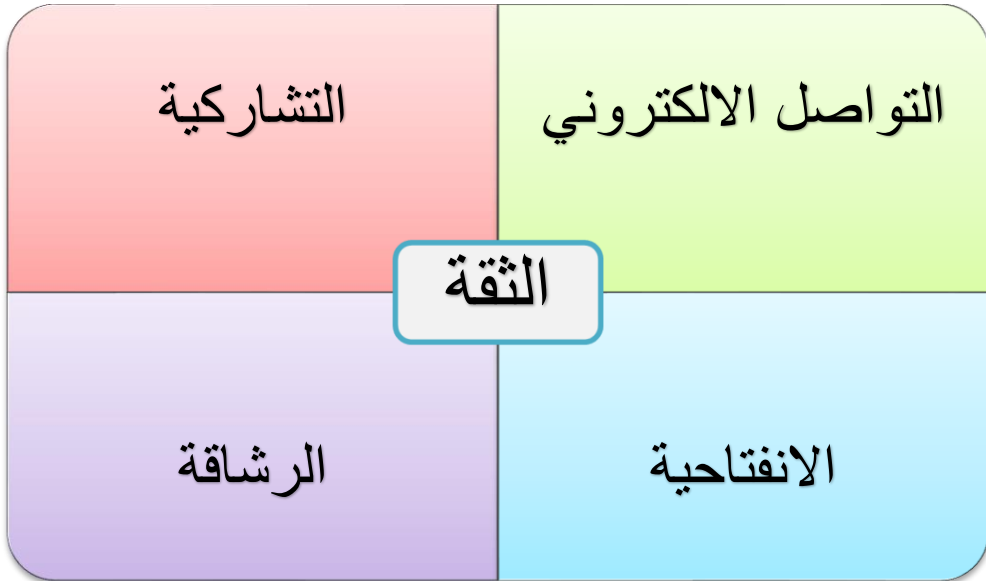 التواصل الالكتروني
التشاركية
الثقة
الانفتاحية
الرشاقة